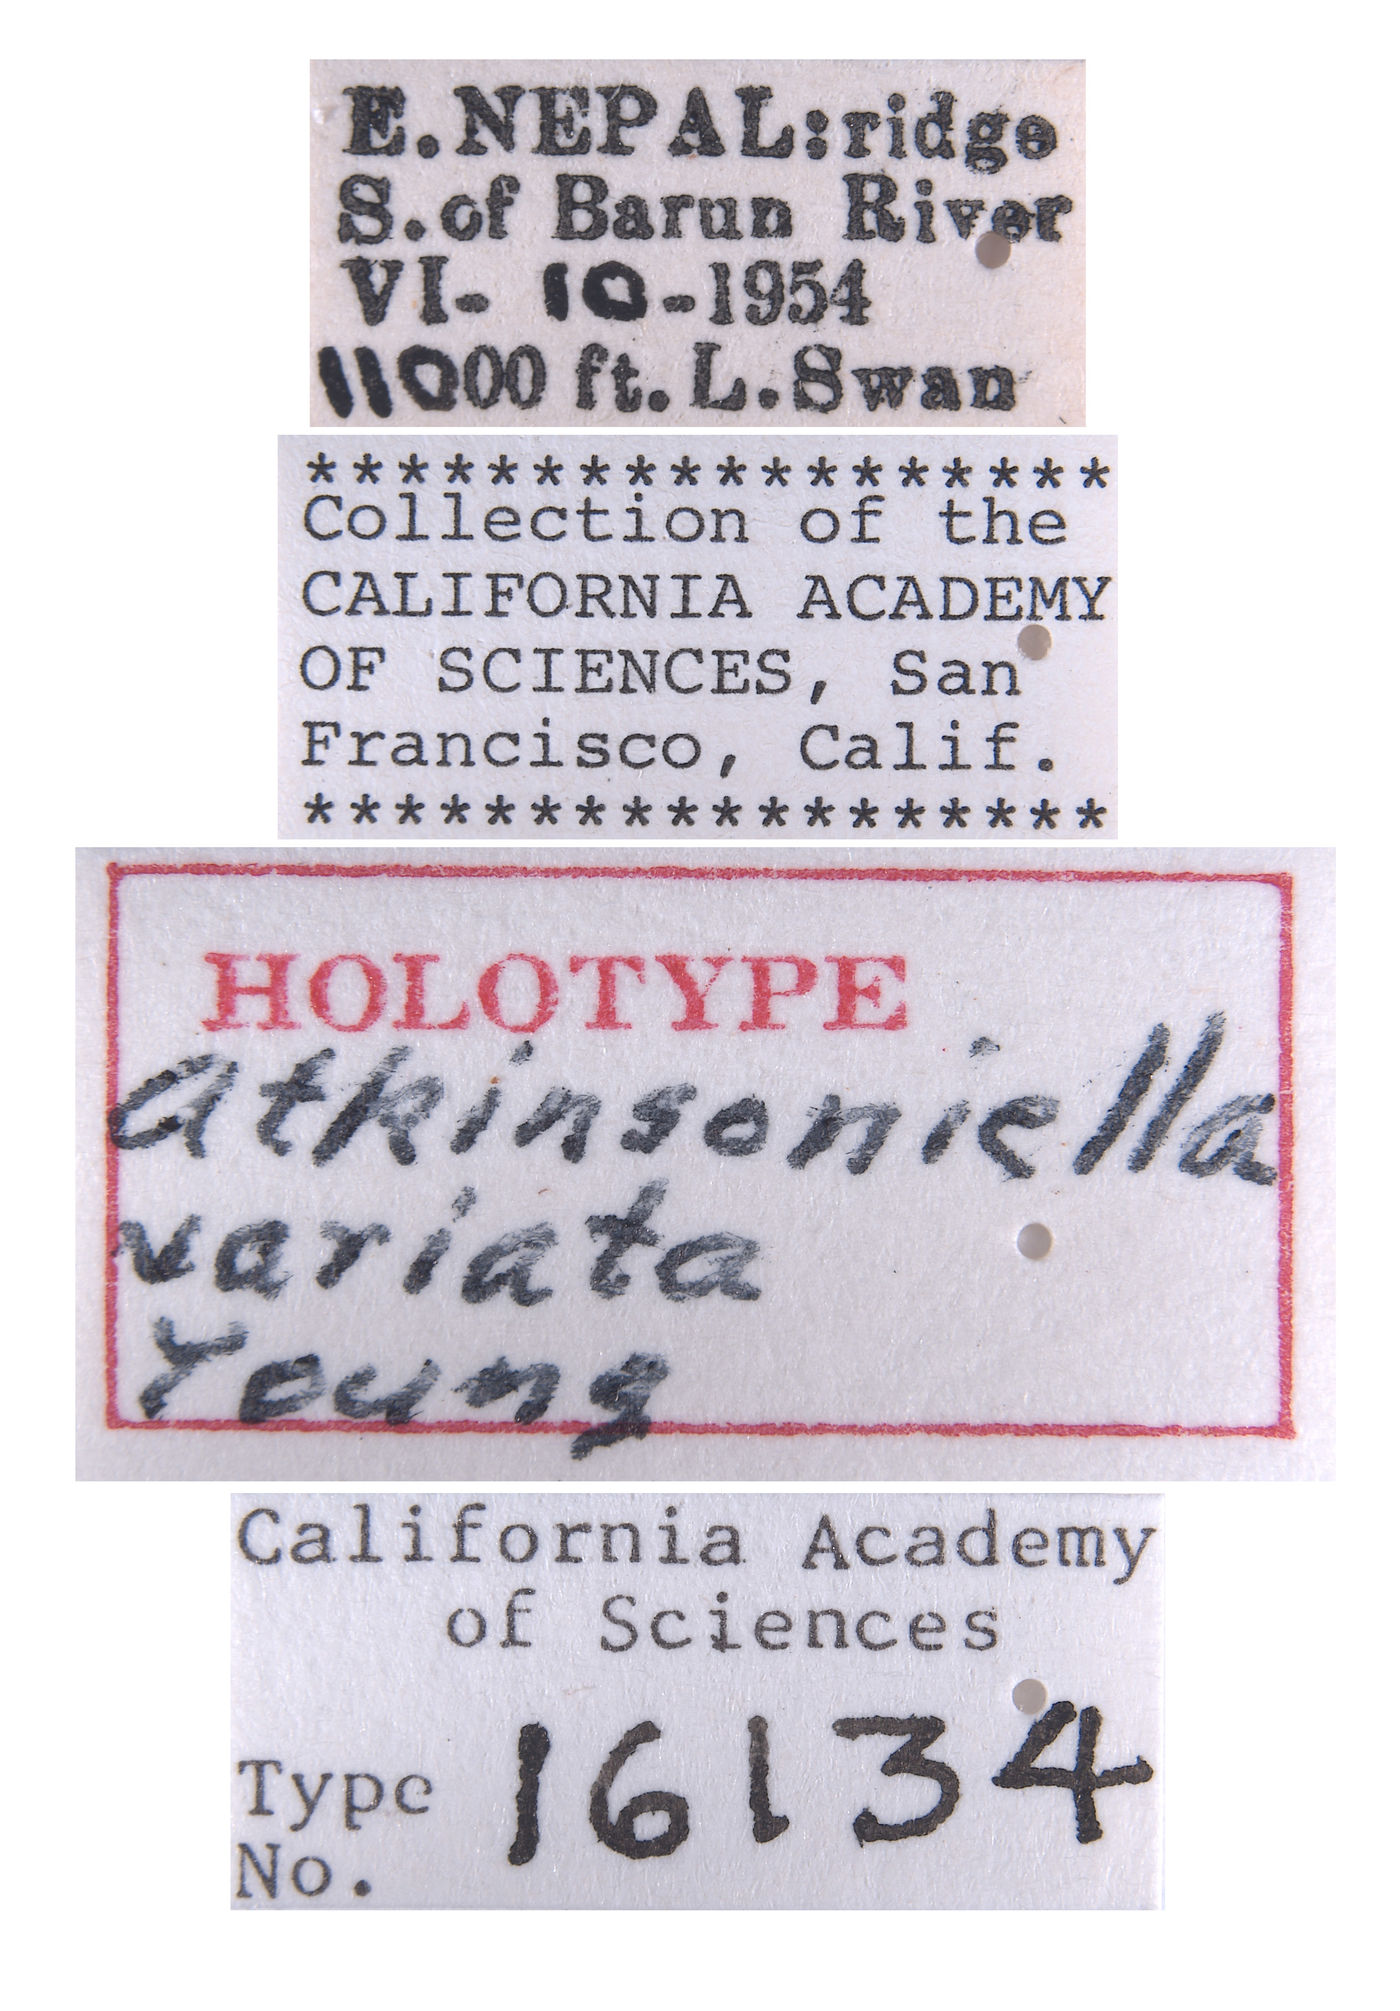 E. NEPAL: ridge
S. of Barun River
VI- 10 -1954
11000 ft. L. Swan
******************
Collection of the
CALIFORNIA ACADEMY
OF SCIENCES, San
Francisco, Calif.
******************
HOLOTYPE
Atkinsoniella
variata
Young
California Academy
of Sciences
Type 16134
No.